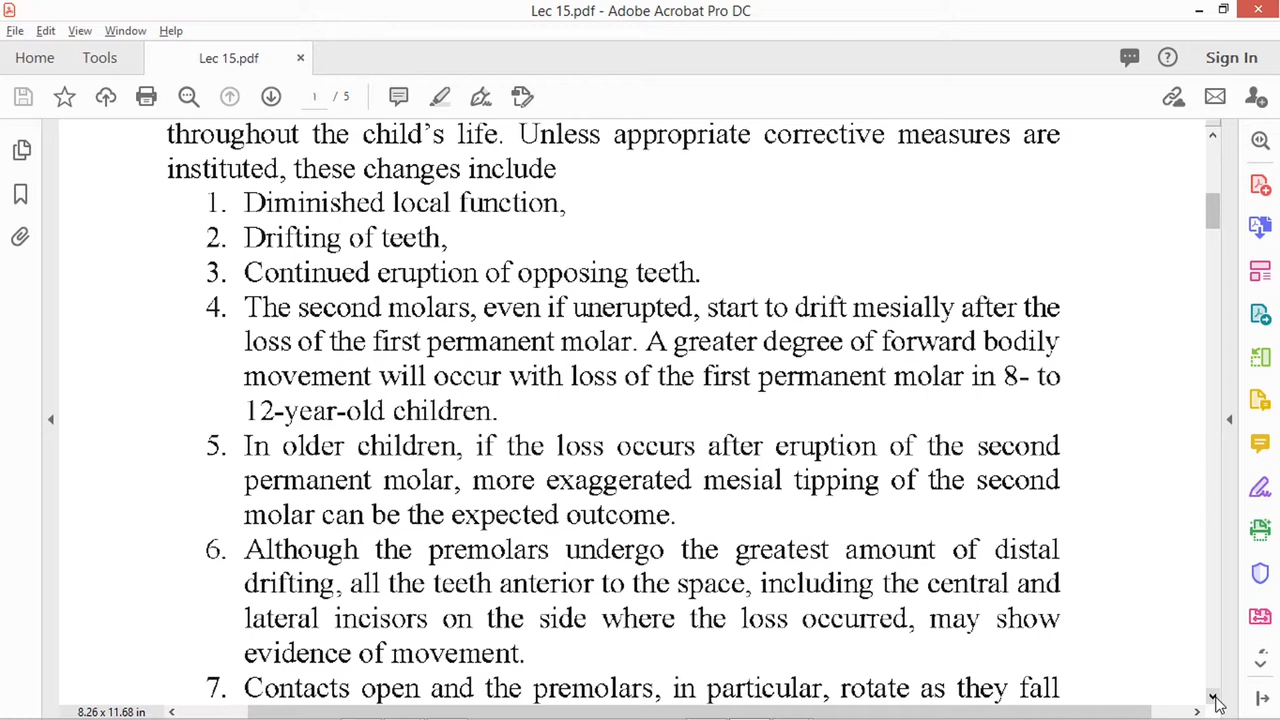 Lec 15.pdf - Adobe Acrobat Pro DC
File Edit View Window Help
Home Tools Lec 15.pdf × Sign In
1 / 5
throughout the child's life. Unless appropriate corrective measures are
instituted, these changes include
1. Diminished local function,
2. Drifting of teeth,
3. Continued eruption of opposing teeth.
4. The second molars, even if unerupted, start to drift mesially after the
loss of the first permanent molar. A greater degree of forward bodily
movement will occur with loss of the first permanent molar in 8- to
12-year-old children.
5. In older children, if the loss occurs after eruption of the second
permanent molar, more exaggerated mesial tipping of the second
molar can be the expected outcome.
6. Although the premolars undergo the greatest amount of distal
drifting, all the teeth anterior to the space, including the central and
lateral incisors on the side where the loss occurred, may show
evidence of movement.
7. Contacts open and the premolars, in particular, rotate as they fall
8.26 x 11.68 in